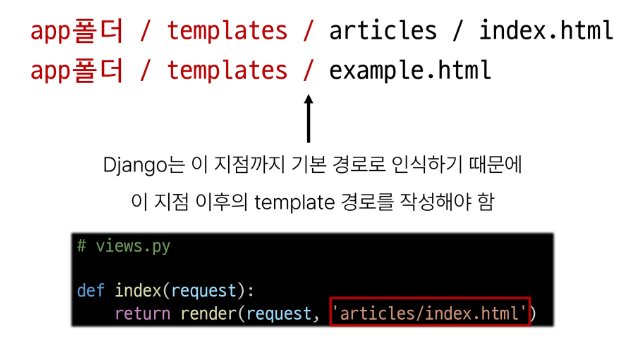 app폴더 / templates / articles / index.html
app폴더 / templates / example.html
Django는 이 지점까지 기본 경로로 인식하기 때문에
이 지점 이후의 template 경로를 작성해야 함
# views.py
def index(request):
    return render(request, 'articles/index.html')